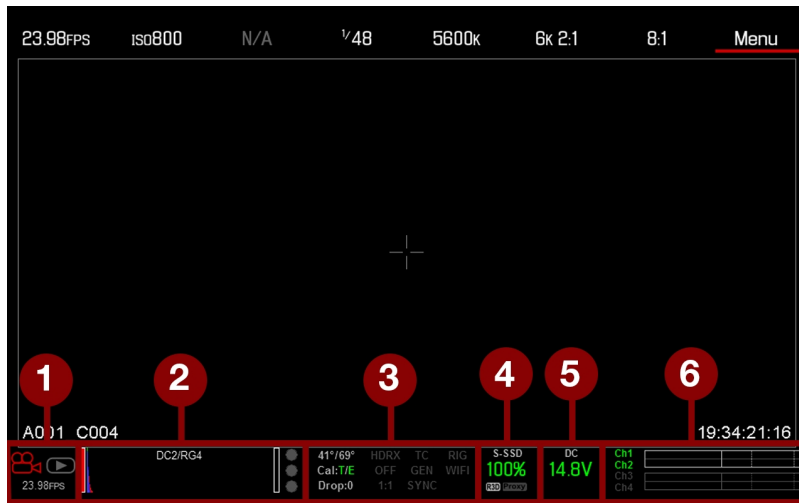 23.98FPS ISO800 N/A 1/48 5600K 6K 2:1 8:1 Menu
1 2 3 4 5 6
A001 C004 19:34:21:16
23.98FPS
DC2/RG4
41°/69° HDRX TC RIG
Cal:T/E OFF GEN WIFI
Drop:0 1:1 SYNC
S-SSD
100%
R3D Proxy
DC
14.8V
Ch1
Ch2
Ch3
Ch4